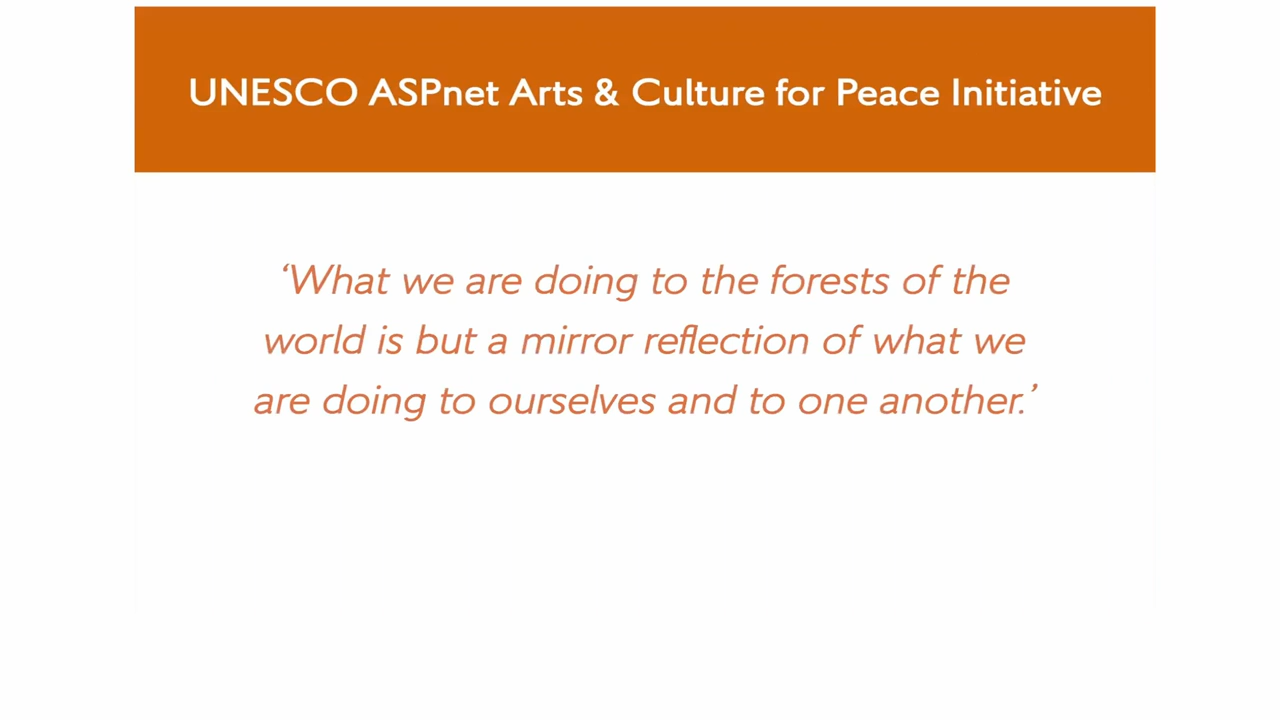 UNESCO ASPnet Arts & Culture for Peace Initiative
‘What we are doing to the forests of the
world is but a mirror reflection of what we
are doing to ourselves and to one another.’